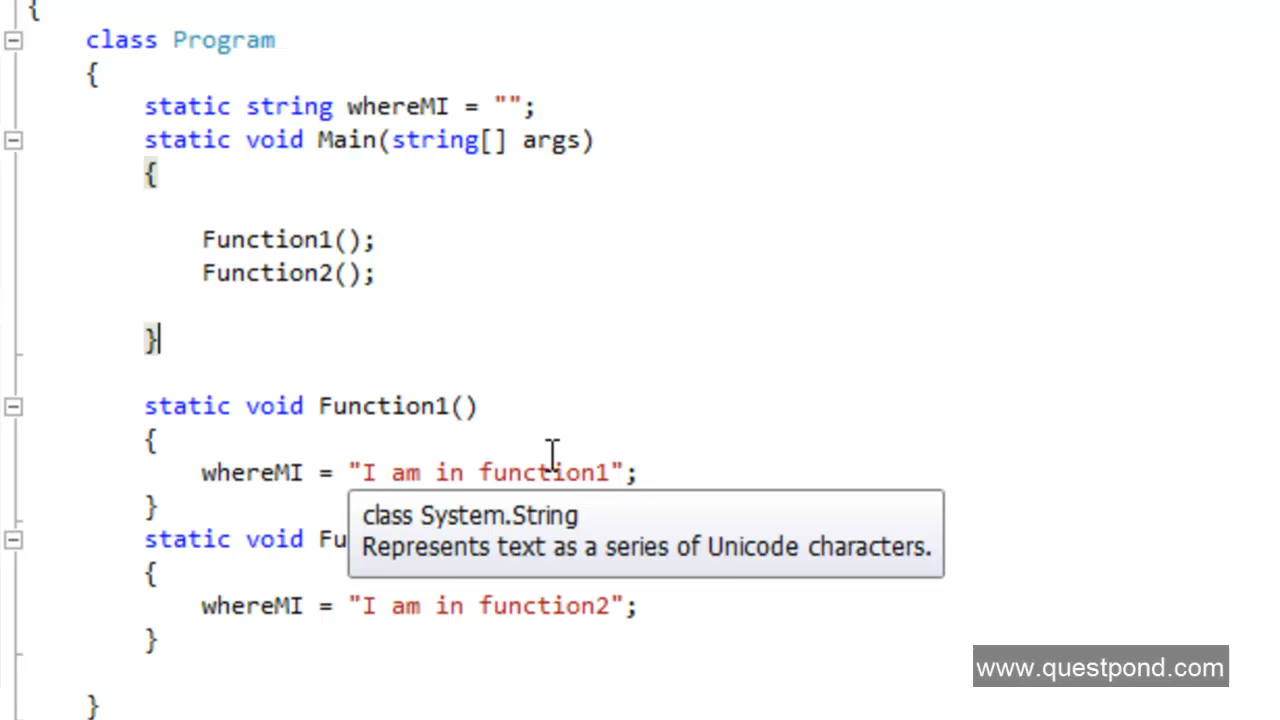 {
class Program
{
static string whereMI = "";
static void Main(string[] args)
{
Function1();
Function2();
}
static void Function1()
{
whereMI = "I am in function1";
}
class System.String
Represents text as a series of Unicode characters.
static void Fu
{
whereMI = "I am in function2";
}
}
www.questpond.com